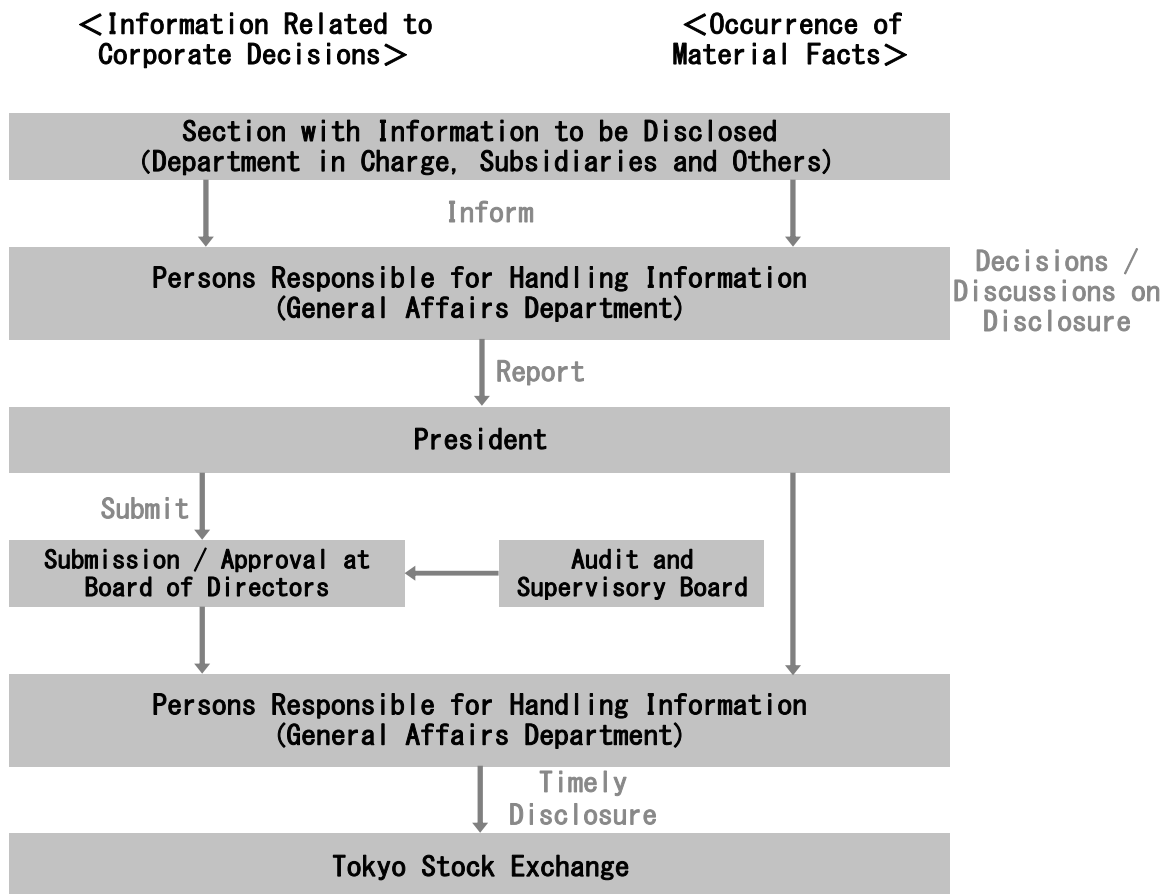 ＜Information Related to
Corporate Decisions＞
＜Occurrence of
Material Facts＞
Section with Information to be Disclosed
(Department in Charge, Subsidiaries and Others)
Inform
Persons Responsible for Handling Information
(General Affairs Department)
Decisions /
Discussions on
Disclosure
Report
President
Submit
Submission / Approval at
Board of Directors
Audit and
Supervisory Board
Persons Responsible for Handling Information
(General Affairs Department)
Timely
Disclosure
Tokyo Stock Exchange